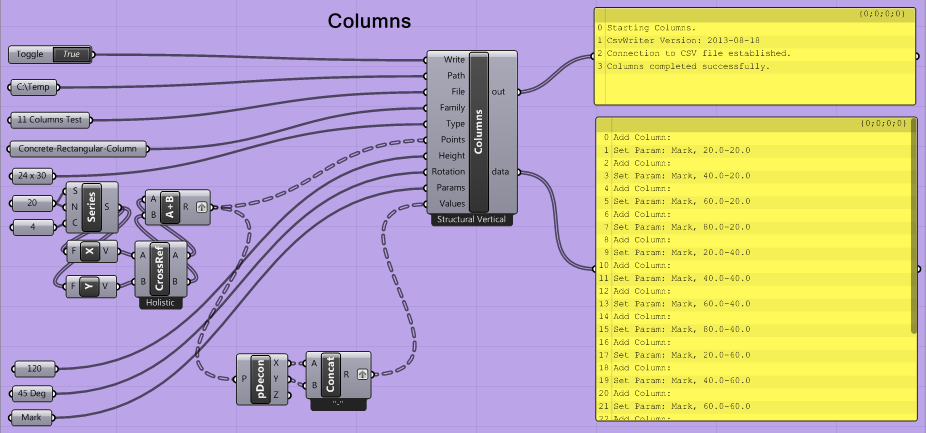 Columns
Toggle True
C:\Temp
11 Columns Test
Concrete-Rectangular-Column
24 x 30
20
4
S
N
C
Series
S
A
B
A+B
R
F
X
V
F
Y
V
A
B
CrossRef
A
B
Holistic
120
45 Deg
Mark
P
pDecon
X
Y
Z
A
B
Concat
R
"-"
Write
Path
File
Family
Type
Points
Height
Rotation
Params
Values
Columns
out
data
Structural Vertical
{0;0;0;0}
0 Starting Columns.
1 CsvWriter Version: 2013-08-18
2 Connection to CSV file established.
3 Columns completed successfully.
{0;0;0;0}
0 Add Column:
1 Set Param: Mark, 20.0-20.0
2 Add Column:
3 Set Param: Mark, 40.0-20.0
4 Add Column:
5 Set Param: Mark, 60.0-20.0
6 Add Column:
7 Set Param: Mark, 80.0-20.0
8 Add Column:
9 Set Param: Mark, 20.0-40.0
10 Add Column:
11 Set Param: Mark, 40.0-40.0
12 Add Column:
13 Set Param: Mark, 60.0-40.0
14 Add Column:
15 Set Param: Mark, 80.0-40.0
16 Add Column:
17 Set Param: Mark, 20.0-60.0
18 Add Column:
19 Set Param: Mark, 40.0-60.0
20 Add Column:
21 Set Param: Mark, 60.0-60.0
22 Add Column: